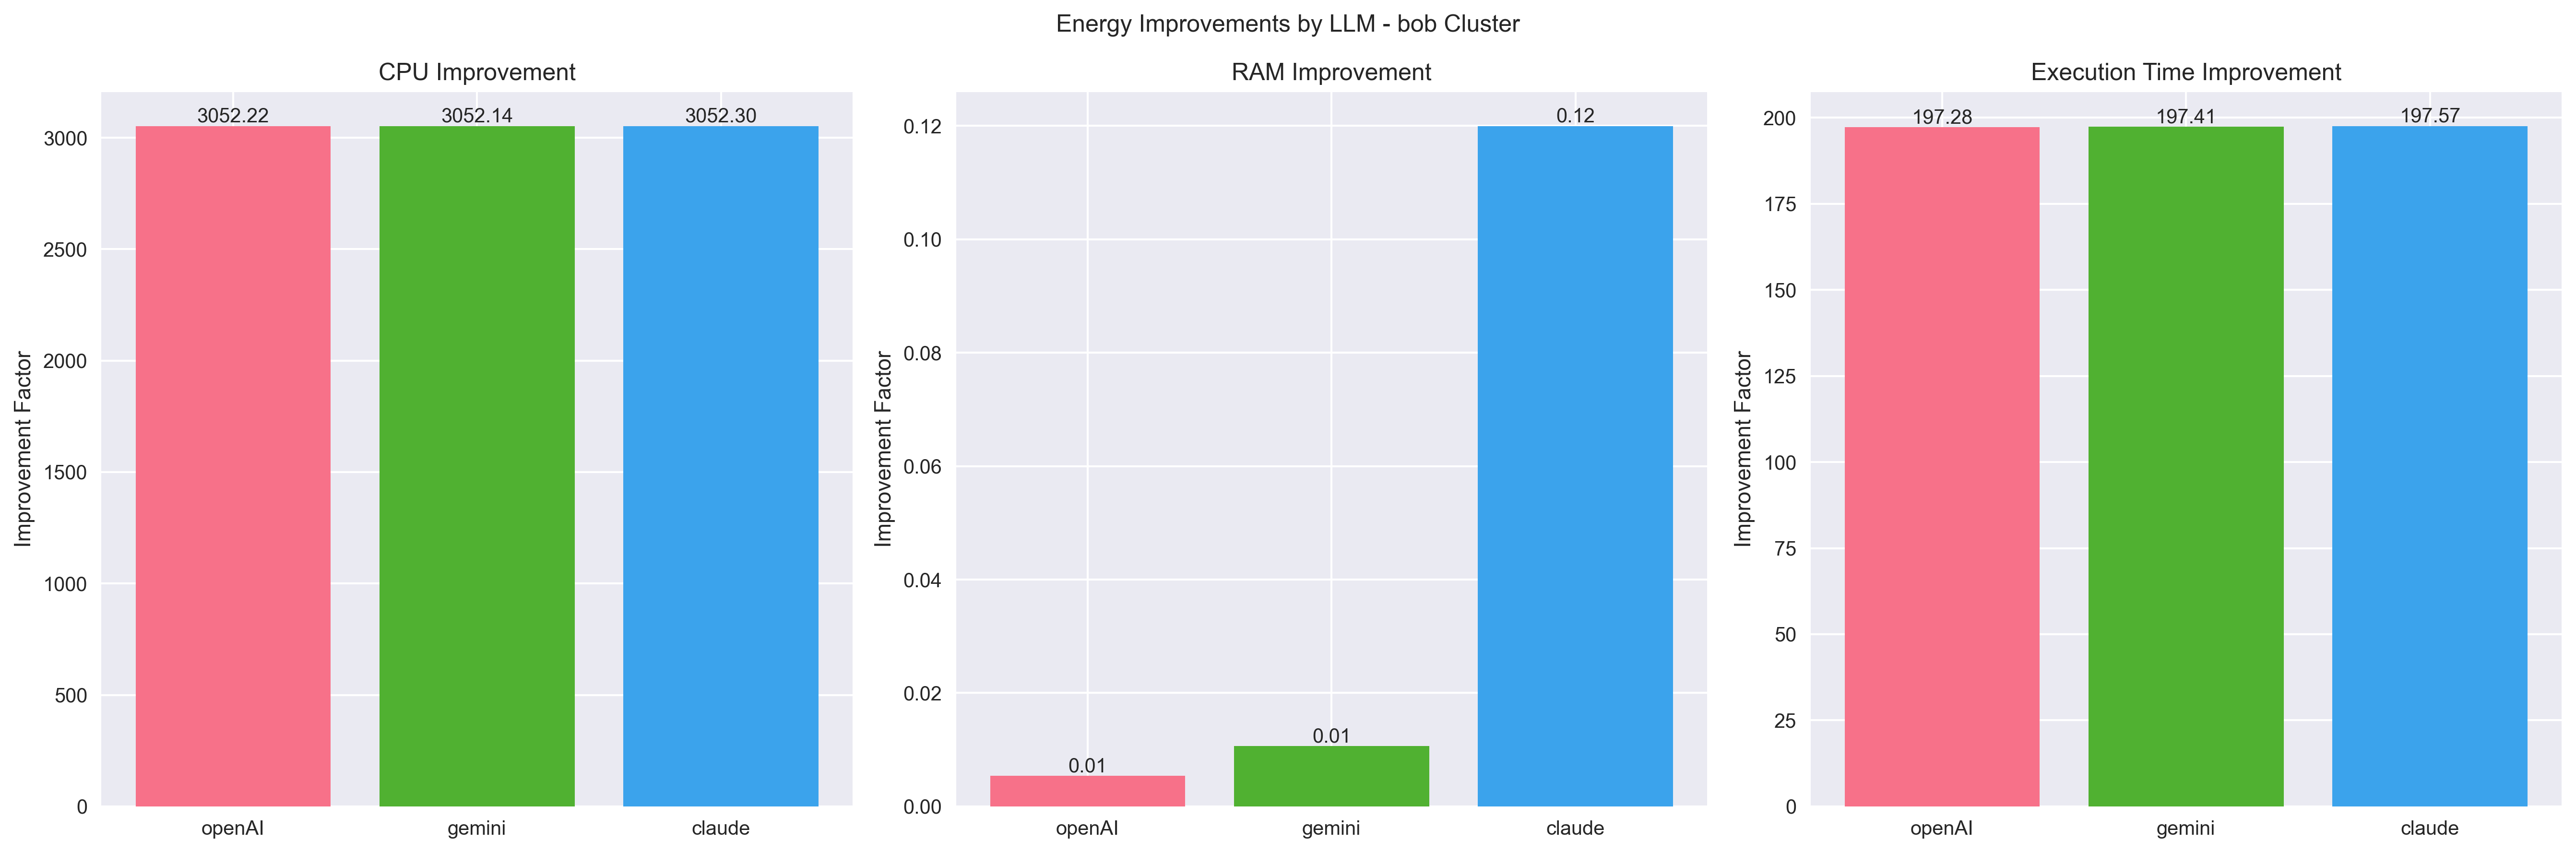 Energy Improvements by LLM - bob Cluster
CPU Improvement
Improvement Factor
3000
2500
2000
1500
1000
500
0
3052.22
3052.14
3052.30
openAI
gemini
claude
RAM Improvement
Improvement Factor
0.12
0.10
0.08
0.06
0.04
0.02
0.00
0.01
0.01
0.12
openAI
gemini
claude
Execution Time Improvement
Improvement Factor
200
175
150
125
100
75
50
25
0
197.28
197.41
197.57
openAI
gemini
claude